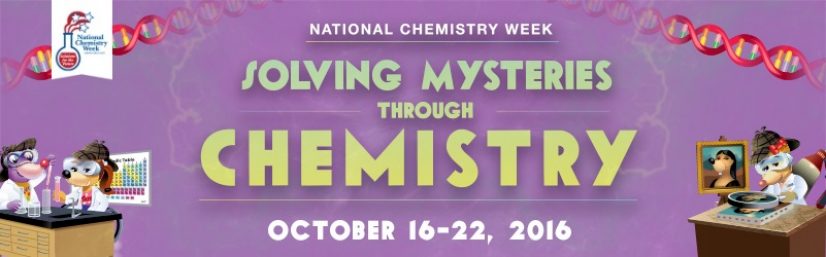 National
Chemistry
Week
NATIONAL CHEMISTRY WEEK
SOLVING MYSTERIES
THROUGH
CHEMISTRY
OCTOBER 16-22, 2016